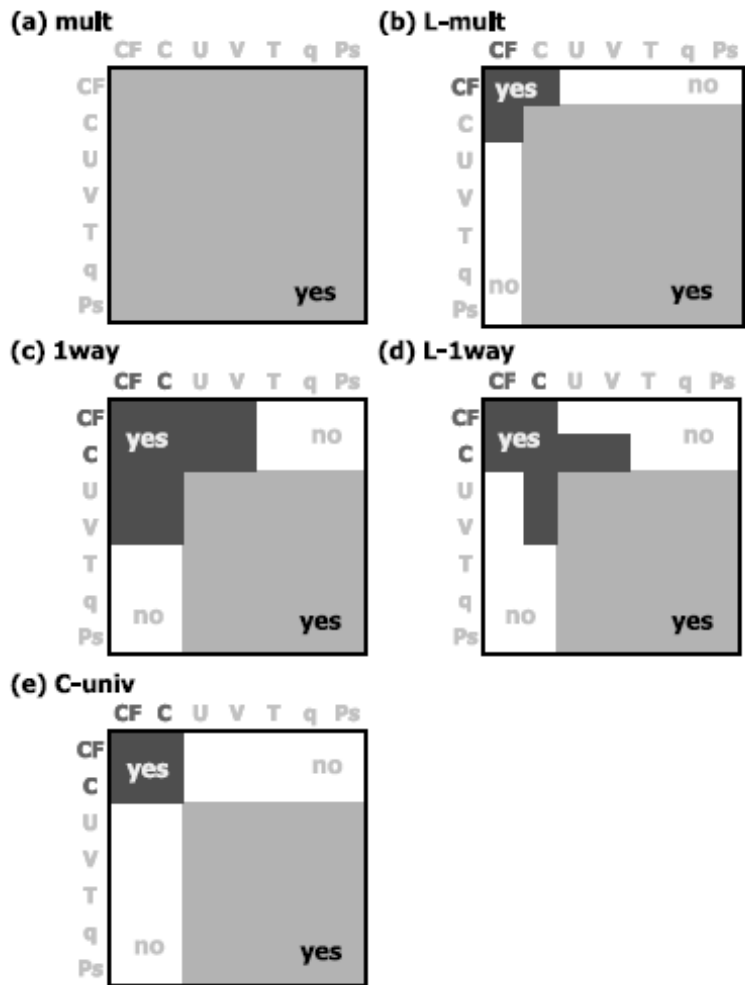 (a) mult
CF C U V T q Ps
CF
C
U
V
T
q
Ps
yes
(b) L-mult
CF C U V T q Ps
CF
C
U
V
T
q
Ps
yes
no
no
yes
(c) 1way
CF C U V T q Ps
CF
C
U
V
T
q
Ps
yes
no
no
yes
(d) L-1way
CF C U V T q Ps
CF
C
U
V
T
q
Ps
yes
no
no
yes
(e) C-univ
CF C U V T q Ps
CF
C
U
V
T
q
Ps
yes
no
no
yes